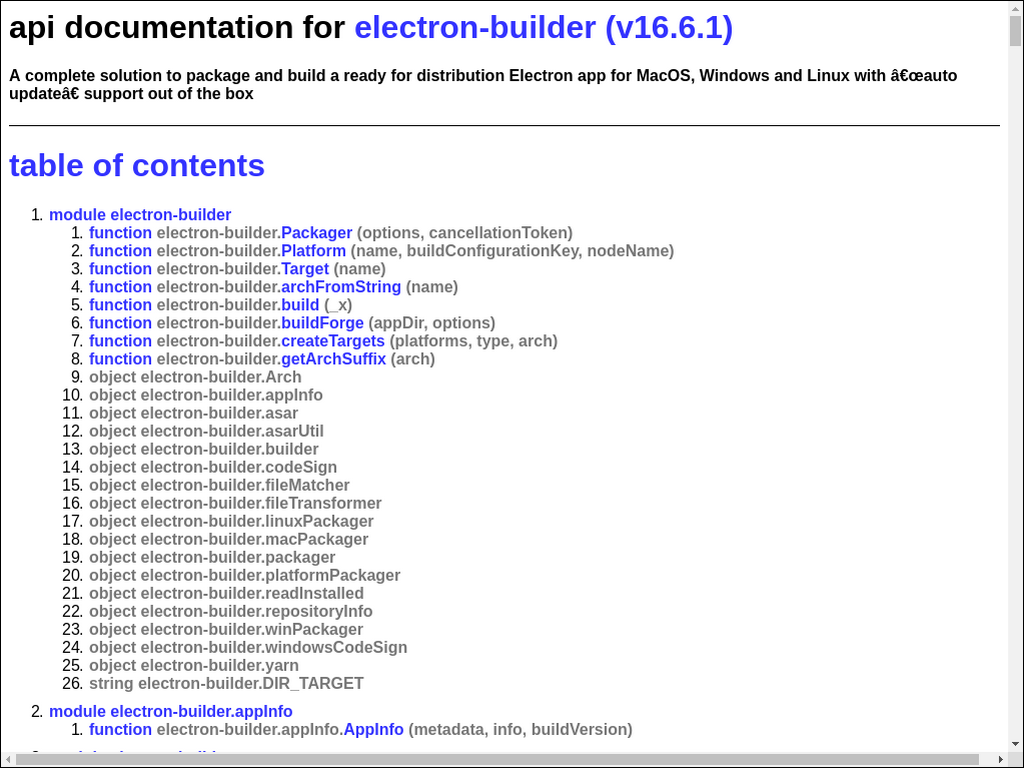 api documentation for electron-builder (v16.6.1)
A complete solution to package and build a ready for distribution Electron app for MacOS, Windows and Linux with â€œauto
updateâ€ support out of the box
table of contents
1. module electron-builder
1. function electron-builder.Packager (options, cancellationToken)
2. function electron-builder.Platform (name, buildConfigurationKey, nodeName)
3. function electron-builder.Target (name)
4. function electron-builder.archFromString (name)
5. function electron-builder.build (_x)
6. function electron-builder.buildForge (appDir, options)
7. function electron-builder.createTargets (platforms, type, arch)
8. function electron-builder.getArchSuffix (arch)
9. object electron-builder.Arch
10. object electron-builder.appInfo
11. object electron-builder.asar
12. object electron-builder.asarUtil
13. object electron-builder.builder
14. object electron-builder.codeSign
15. object electron-builder.fileMatcher
16. object electron-builder.fileTransformer
17. object electron-builder.linuxPackager
18. object electron-builder.macPackager
19. object electron-builder.packager
20. object electron-builder.platformPackager
21. object electron-builder.readInstalled
22. object electron-builder.repositoryInfo
23. object electron-builder.winPackager
24. object electron-builder.windowsCodeSign
25. object electron-builder.yarn
26. string electron-builder.DIR_TARGET
2. module electron-builder.appInfo
1. function electron-builder.appInfo.AppInfo (metadata, info, buildVersion)